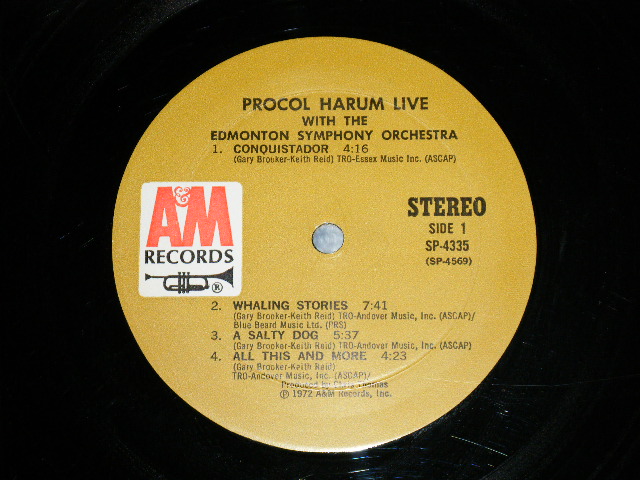 PROCOL HARUM LIVE
WITH THE
EDMONTON SYMPHONY ORCHESTRA
1. CONQUISTADOR 4:16
(Gary Brooker-Keith Reid) TRO-Essex Music Inc. (ASCAP)
A&M
RECORDS
®
STEREO
SIDE 1
SP-4335
(SP-4569)
2. WHALING STORIES 7:41
(Gary Brooker-Keith Reid) TRO-Andover Music, Inc. (ASCAP)/
Blue Beard Music Ltd. (PRS)
3. A SALTY DOG 5:37
(Gary Brooker-Keith Reid) TRO-Andover Music, Inc. (ASCAP)
4. ALL THIS AND MORE 4:23
(Gary Brooker-Keith Reid)
TRO-Andover Music, Inc. (ASCAP)/
Produced Thomas
Ⓟ 1972 A&M Records, Inc.